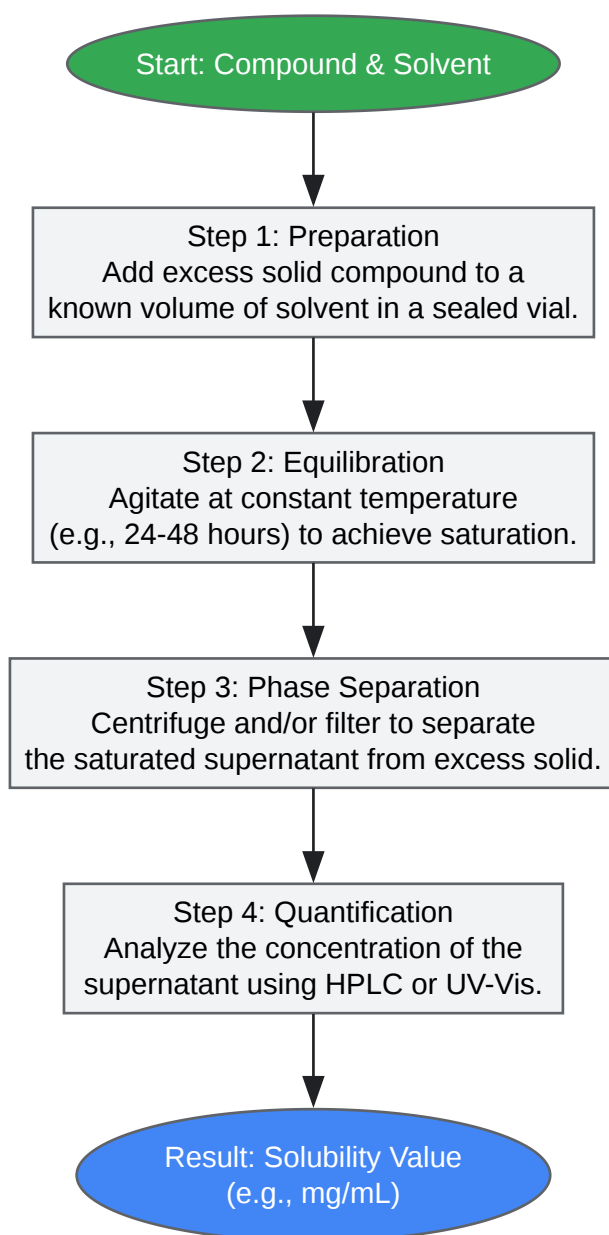 Start: Compound & Solvent
Step 1: Preparation
Add excess solid compound to a
known volume of solvent in a sealed vial.
Step 2: Equilibration
Agitate at constant temperature
(e.g., 24-48 hours) to achieve saturation.
Step 3: Phase Separation
Centrifuge and/or filter to separate
the saturated supernatant from excess solid.
Step 4: Quantification
Analyze the concentration of the
supernatant using HPLC or UV-Vis.
Result: Solubility Value
(e.g., mg/mL)